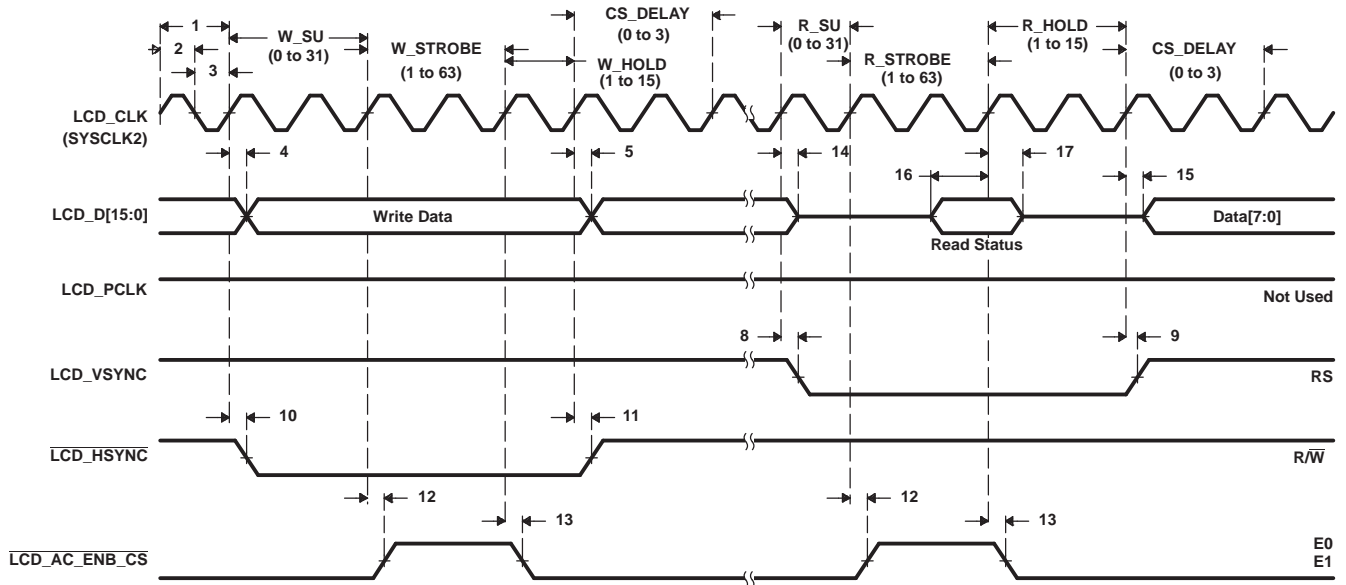 1
2
3
W_SU
(0 to 31)
W_STROBE
(1 to 63)
CS_DELAY
(0 to 3)
W_HOLD
(1 to 15)
R_SU
(0 to 31)
R_STROBE
(1 to 63)
R_HOLD
(1 to 15)
CS_DELAY
(0 to 3)
LCD_CLK
(SYSCLK2)
4
5
14
16
17
15
LCD_D[15:0]
Write Data
Read Status
Data[7:0]
LCD_PCLK
Not Used
8
9
LCD_VSYNC
RS
10
11
LCD_HSYNC
R/W
12
13
12
13
LCD_AC_ENB_CS
E0
E1